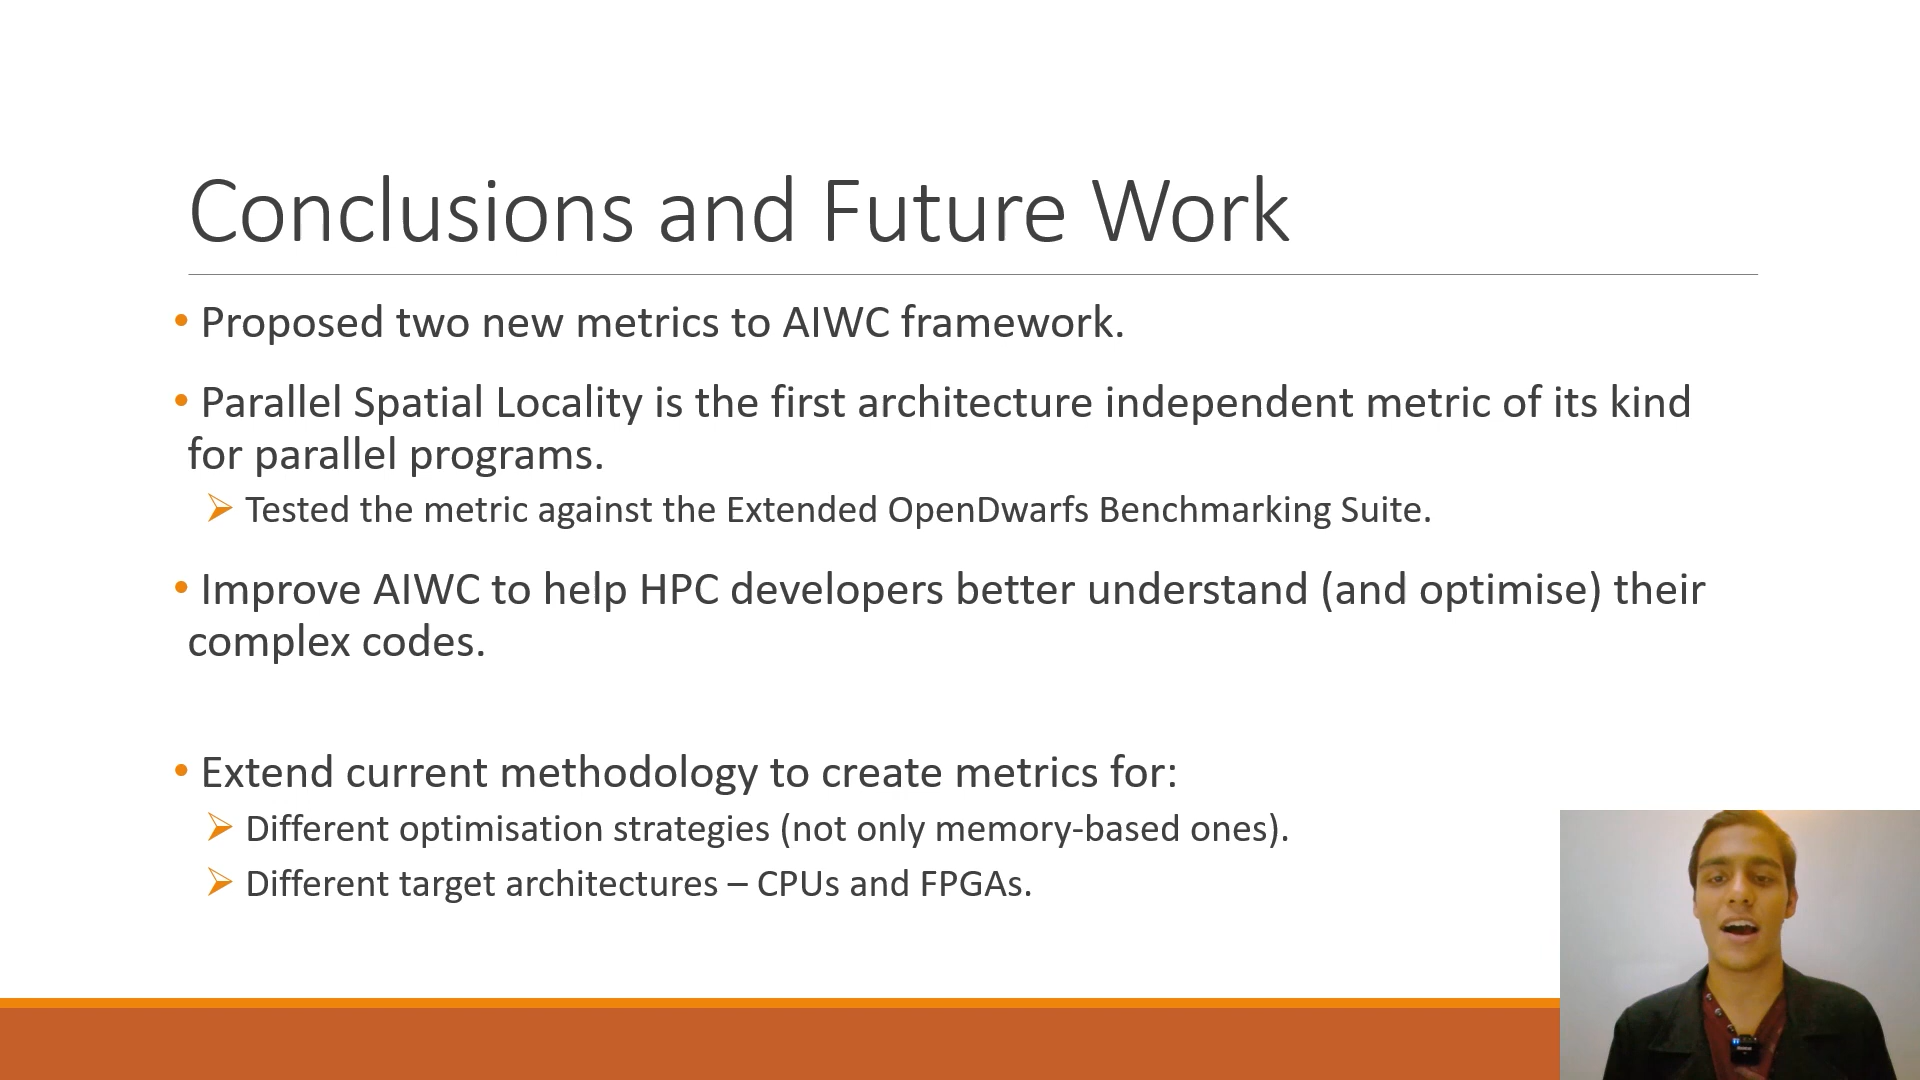 Conclusions and Future Work
• Proposed two new metrics to AIWC framework.
• Parallel Spatial Locality is the first architecture independent metric of its kind
for parallel programs.
➢ Tested the metric against the Extended OpenDwarfs Benchmarking Suite.
• Improve AIWC to help HPC developers better understand (and optimise) their
complex codes.
• Extend current methodology to create metrics for:
➢ Different optimisation strategies (not only memory-based ones).
➢ Different target architectures – CPUs and FPGAs.